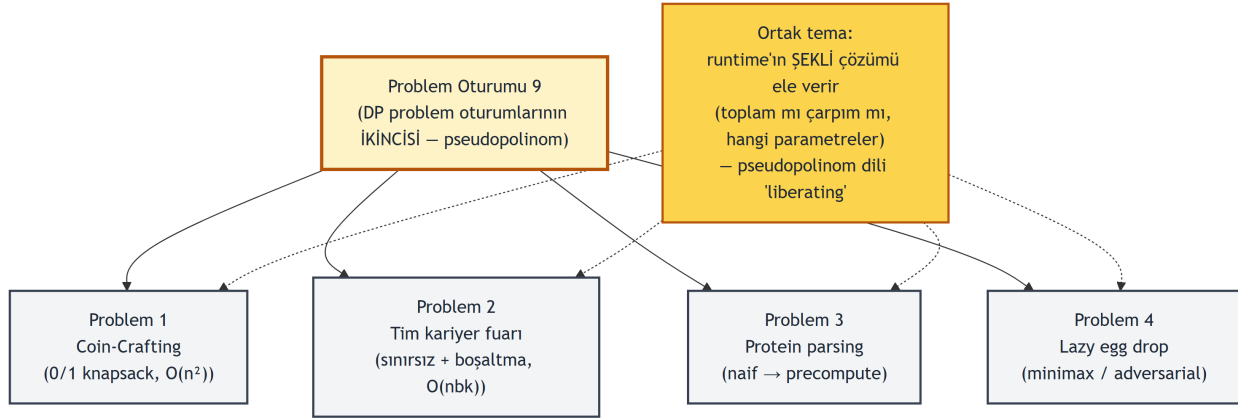 Problem Oturumu 9
(DP problem oturumlarının
İKİNCİSİ — pseudopolinom)
Ortak tema:
runtime'ın ŞEKLİ çözümü
ele verir
(toplam mı çarpım mı,
hangi parametreler)
— pseudopolinom dili
'liberating'
Problem 1
Coin-Crafting
(0/1 knapsack, O(n²))
Problem 2
Tim kariyer fuarı
(sınırsız + boşaltma,
O(nbk))
Problem 3
Protein parsing
(naif → precompute)
Problem 4
Lazy egg drop
(minimax / adversarial)